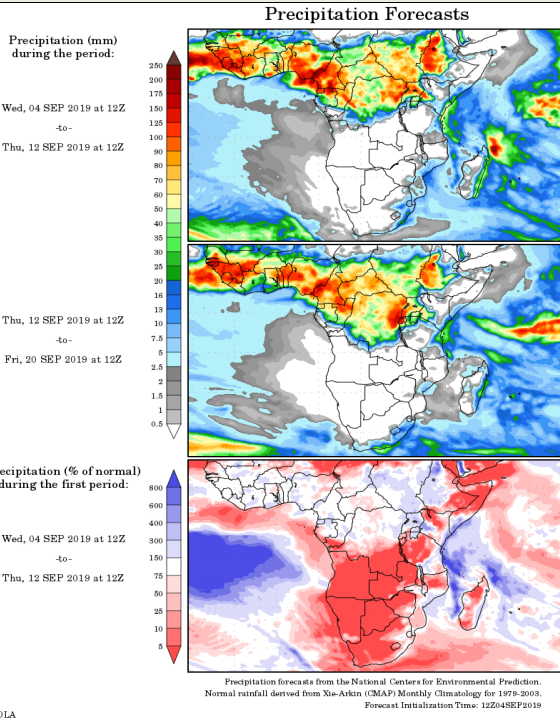 Precipitation Forecasts
Precipitation (mm)
during the period:
Wed, 04 SEP 2019 at 12Z
-to-
Thu, 12 SEP 2019 at 12Z
250
200
175
150
125
100
90
80
70
60
50
40
35
30
25
20
16
13
10
7.5
5
2.5
2
1.5
1
0.5
Thu, 12 SEP 2019 at 12Z
-to-
Fri, 20 SEP 2019 at 12Z
ecipitation (% of normal)
during the first period:
Wed, 04 SEP 2019 at 12Z
-to-
Thu, 12 SEP 2019 at 12Z
800
600
400
300
150
75
50
25
10
5
Precipitation forecasts from the National Centers for Environmental Prediction.
Normal rainfall derived from Xie-Arkin (CMAP) Monthly Climatology for 1979-2003.
Forecast Initialization Time: 12Z04SEP2019
OLA